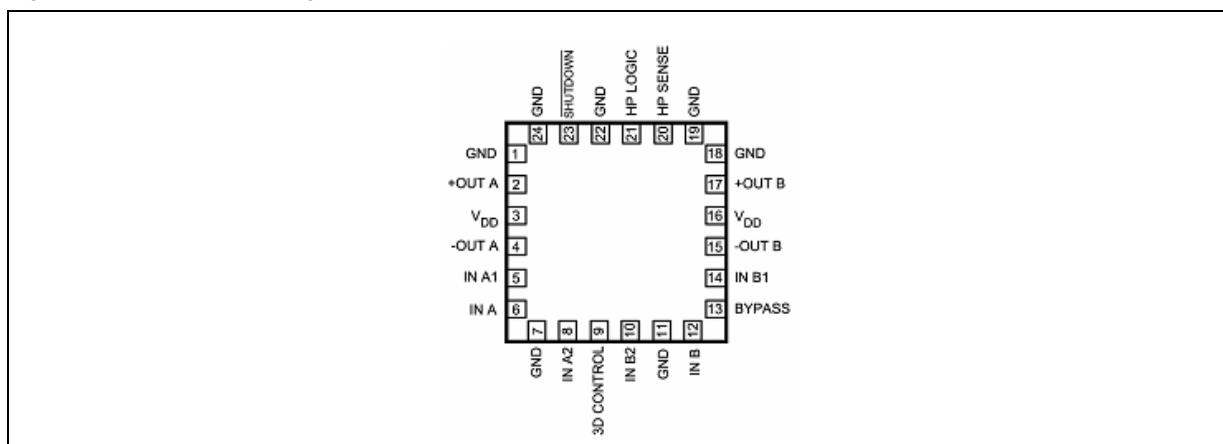 GND
SHUTDOWN
GND
HP LOGIC
HP SENSE
GND
24
23
22
21
20
19
GND 1
18 GND
+OUT A 2
17 +OUT B
VDD 3
16 VDD
-OUT A 4
15 -OUT B
IN A1 5
14 IN B1
IN A 6
13 BYPASS
7
8
9
10
11
12
GND
IN A2
3D CONTROL
IN B2
GND
IN B